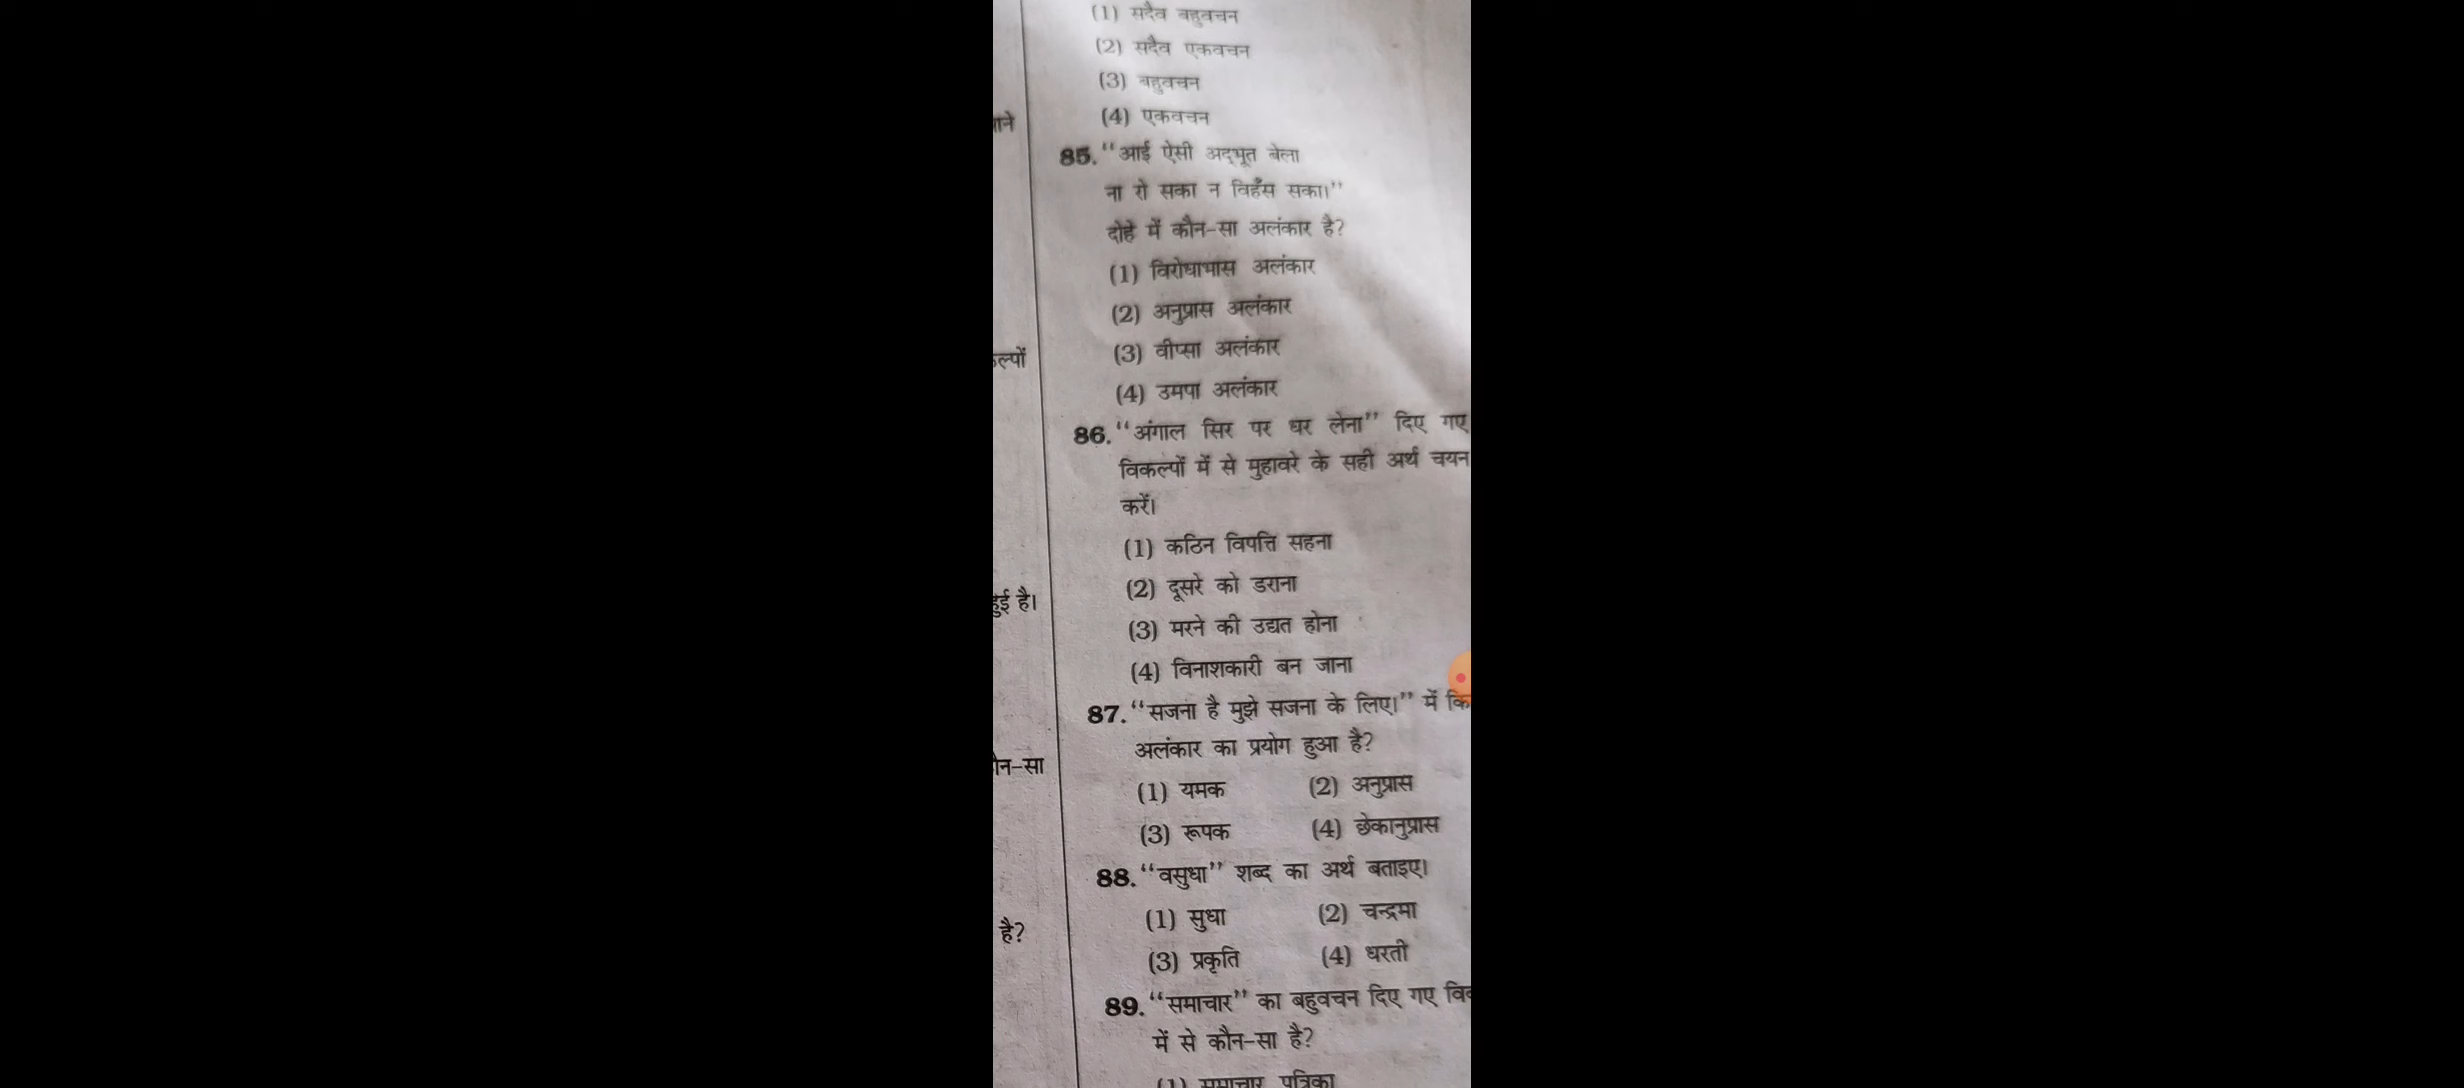 (1) सदैव बहुवचन
(2) सदैव एकवचन
(3) बहुवचन
(4) एकवचन
85. "आई ऐसी अद्भूत बेला
ना रो सका न विहँस सका।"
दोहे में कौन-सा अलंकार है?
(1) विरोधाभास अलंकार
(2) अनुप्रास अलंकार
(3) वीप्सा अलंकार
(4) उमपा अलंकार
86. "अंगाल सिर पर धर लेना" दिए गए
विकल्पों में से मुहावरे के सही अर्थ चयन
करें।
(1) कठिन विपत्ति सहना
(2) दूसरे को डराना
(3) मरने की उद्यत होना
(4) विनाशकारी बन जाना
87. "सजना है मुझे सजना के लिए।" में
अलंकार का प्रयोग हुआ है?
(1) यमक (2) अनुप्रास
(3) रूपक (4) छेकानुप्रास
88. "वसुधा" शब्द का अर्थ बताइए।
(1) सुधा (2) चन्द्रमा
(3) प्रकृति (4) धरती
89. "समाचार" का बहुवचन दिए गए
में से कौन-सा है?
(1) समाचार पत्रिका
हुई है।
है?